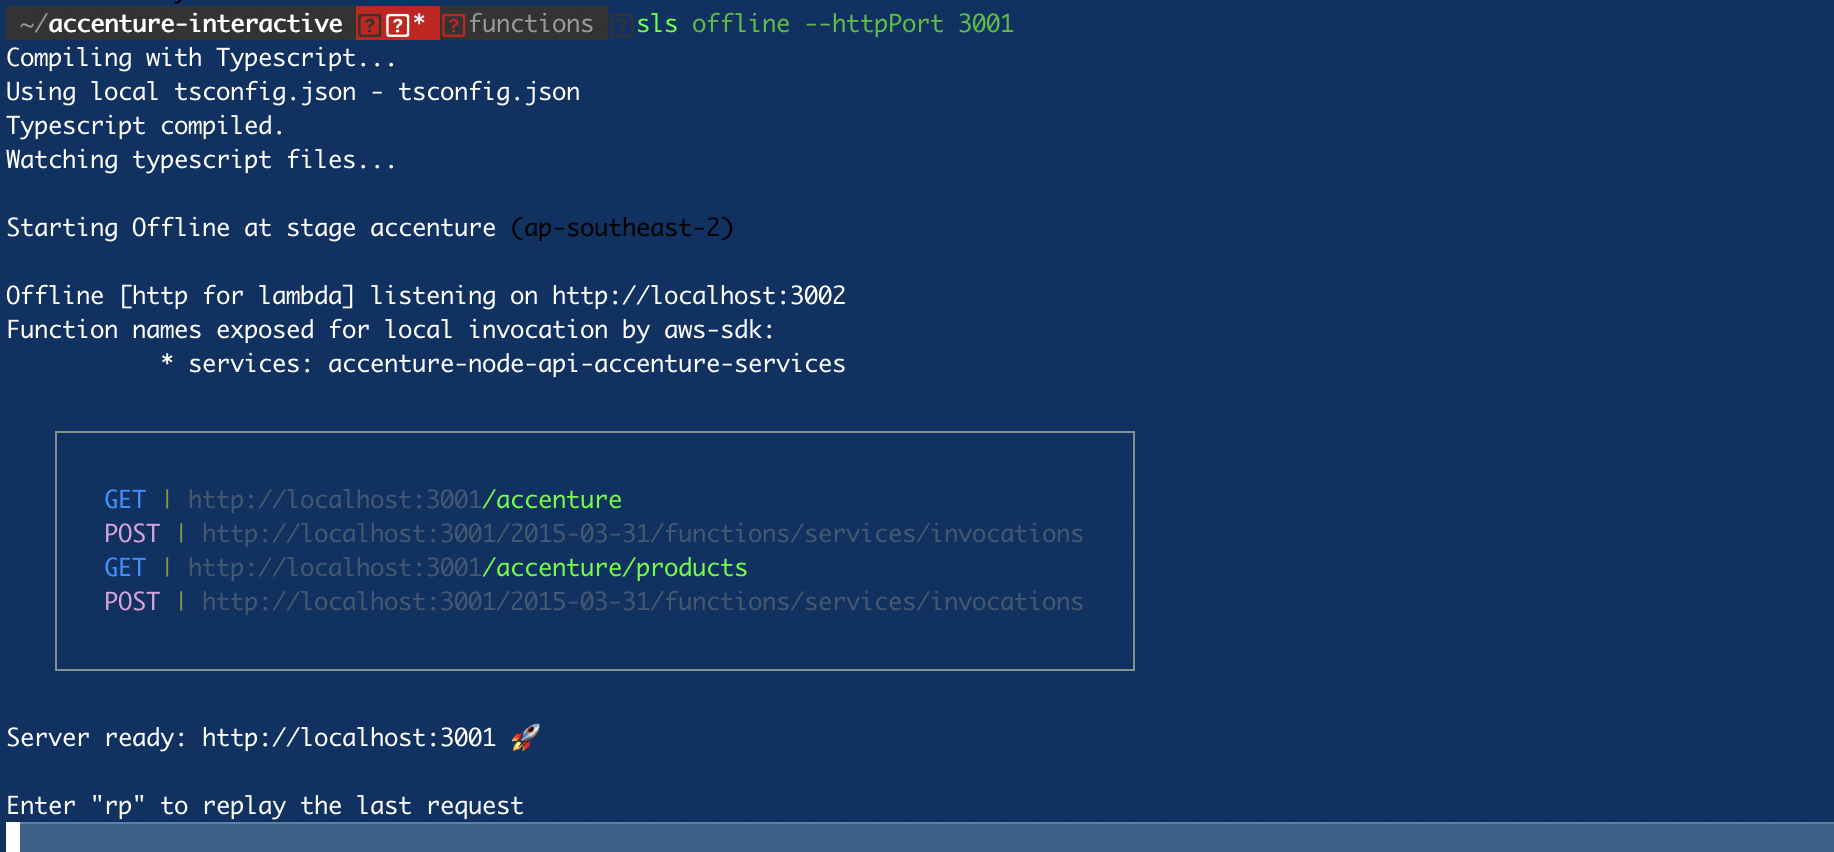 ~/accenture-interactive * functions sls offline --httpPort 3001
Compiling with Typescript...
Using local tsconfig.json - tsconfig.json
Typescript compiled.
Watching typescript files...
Starting Offline at stage accenture (ap-southeast-2)
Offline [http for lambda] listening on http://localhost:3002
Function names exposed for local invocation by aws-sdk:
* services: accenture-node-api-accenture-services
GET | http://localhost:3001/accenture
POST | http://localhost:3001/2015-03-31/functions/services/invocations
GET | http://localhost:3001/accenture/products
POST | http://localhost:3001/2015-03-31/functions/services/invocations
Server ready: http://localhost:3001 🚀
Enter "rp" to replay the last request